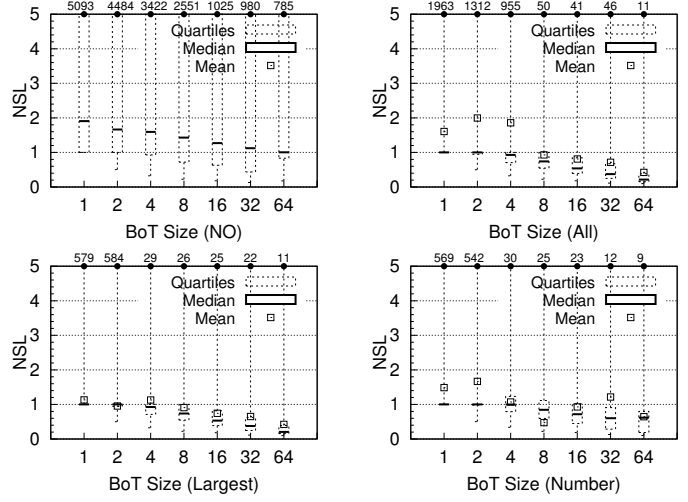 5093 4484 3422 2551 1025 980 785
5
4
3
2
1
0
NSL
Quartiles
Median
Mean
1 2 4 8 16 32 64
BoT Size (NO)
1963 1312 955 50 41 46 11
5
4
3
2
1
0
NSL
Quartiles
Median
Mean
1 2 4 8 16 32 64
BoT Size (All)
579 584 29 26 25 22 11
5
4
3
2
1
0
NSL
Quartiles
Median
Mean
1 2 4 8 16 32 64
BoT Size (Largest)
569 542 30 25 23 12 9
5
4
3
2
1
0
NSL
Quartiles
Median
Mean
1 2 4 8 16 32 64
BoT Size (Number)